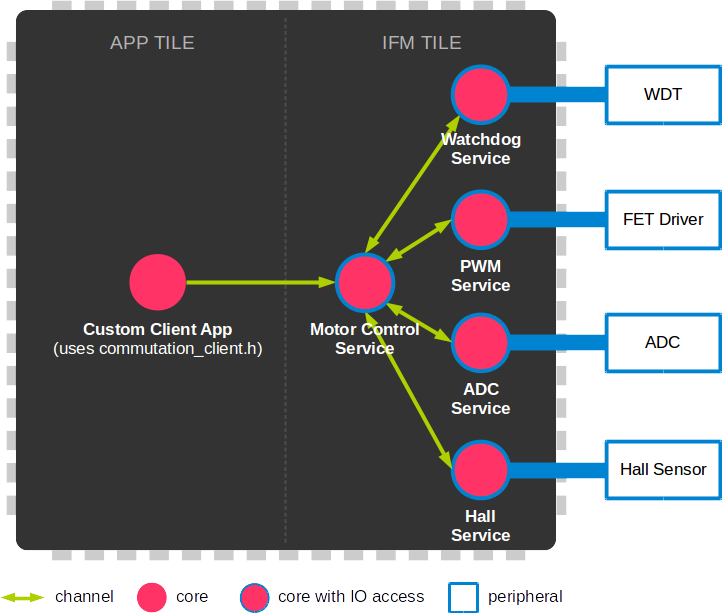 APP TILE
IFM TILE
WDT
Watchdog
Service
FET Driver
PWM
Service
Custom Client App
(uses commutation_client.h)
Motor Control
Service
ADC
ADC
Service
Hall Sensor
Hall
Service
channel
core
core with IO access
peripheral